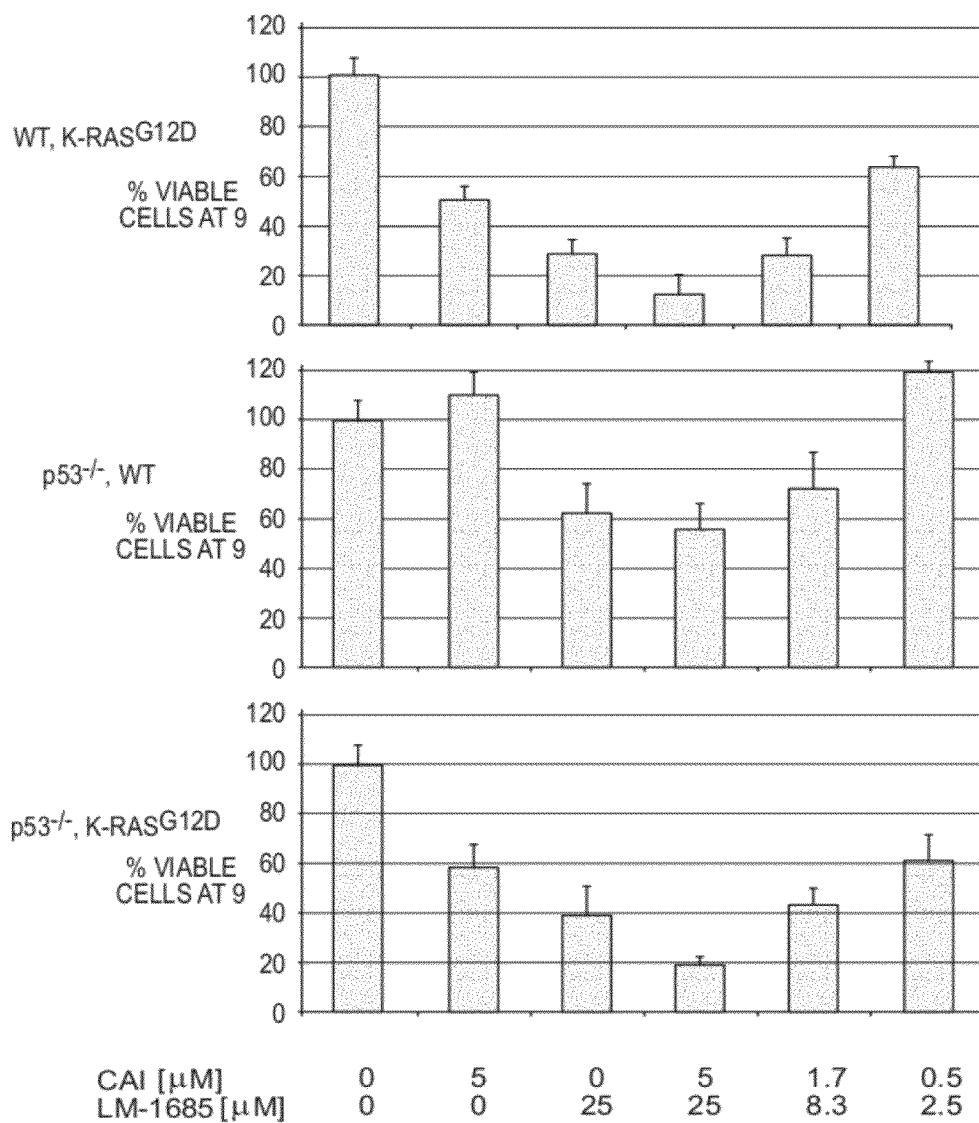 120
100
80
60
40
20
0
WT, K-RASG12D
% VIABLE
CELLS AT 9
120
100
80
60
40
20
0
p53-/-, WT
% VIABLE
CELLS AT 9
120
100
80
60
40
20
0
p53-/-, K-RASG12D
% VIABLE
CELLS AT 9
CAI [μM] 0 5 0 5 1.7 0.5
LM-1685 [μM] 0 0 25 25 8.3 2.5